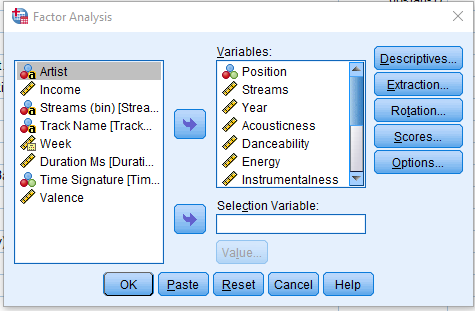 Factor Analysis
Variables:
Artist
Income
Streams (bin) [Strea...
Track Name [Track...
Week
Duration Ms [Durati...
Time Signature [Tim...
Valence
Position
Streams
Year
Acousticness
Danceability
Energy
Instrumentalness
Selection Variable:
Value...
Descriptives...
Extraction...
Rotation...
Scores...
Options...
OK
Paste
Reset
Cancel
Help